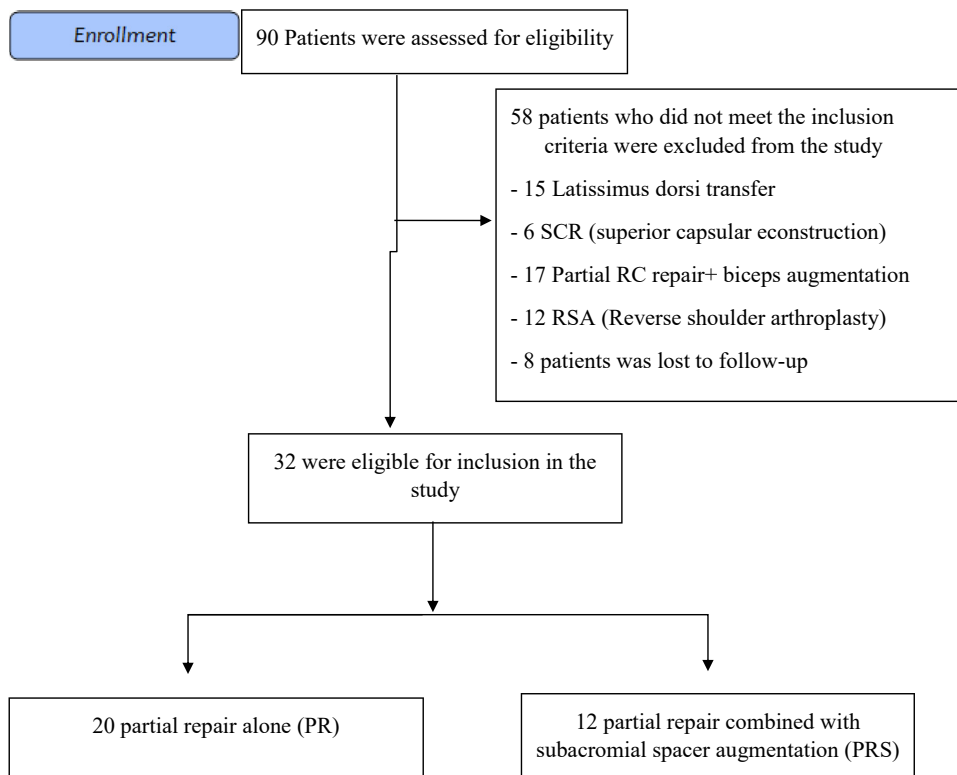 Enrollment
90 Patients were assessed for eligibility
58 patients who did not meet the inclusion
criteria were excluded from the study
- 15 Latissimus dorsi transfer
- 6 SCR (superior capsular econstruction)
- 17 Partial RC repair+ biceps augmentation
- 12 RSA (Reverse shoulder arthroplasty)
- 8 patients was lost to follow-up
32 were eligible for inclusion in the
study
20 partial repair alone (PR)
12 partial repair combined with
subacromial spacer augmentation (PRS)